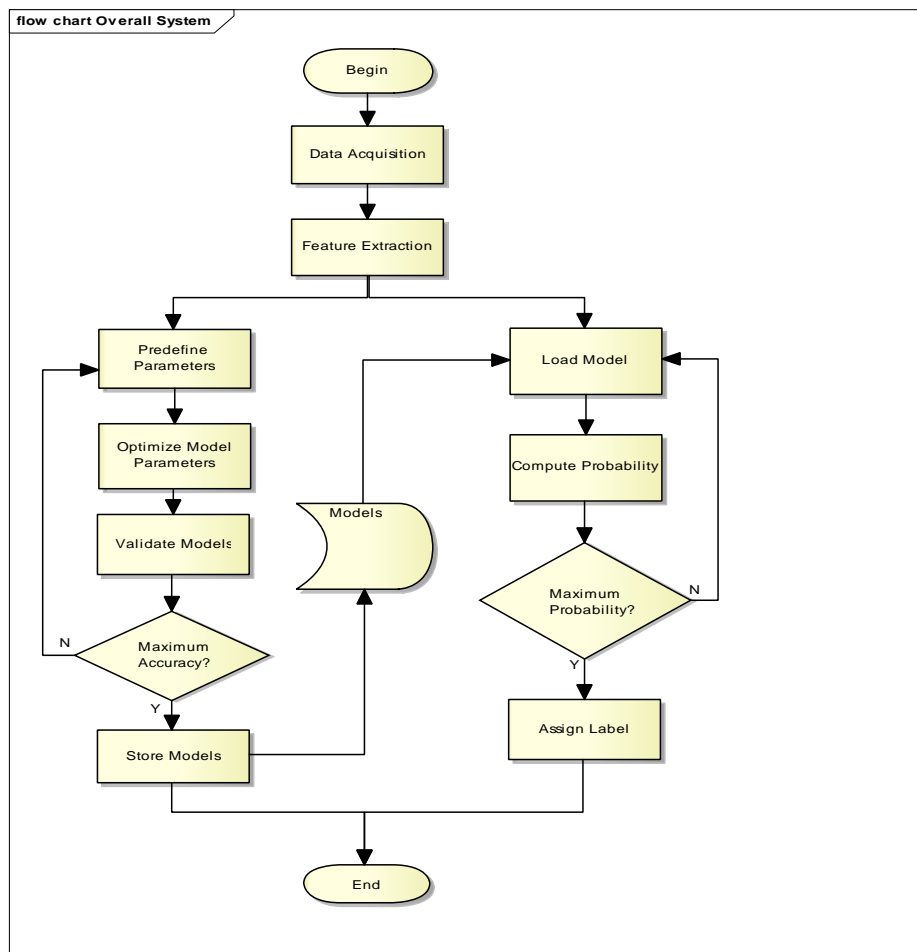 flow chart Overall System
Begin
Data Acquisition
Feature Extraction
Predefine
Parameters
Load Model
Optimize Model
Parameters
Compute Probability
Models
Validate Models
Maximum
Probability?
N
Maximum
Accuracy?
N
Y
Y
Assign Label
Store Models
End